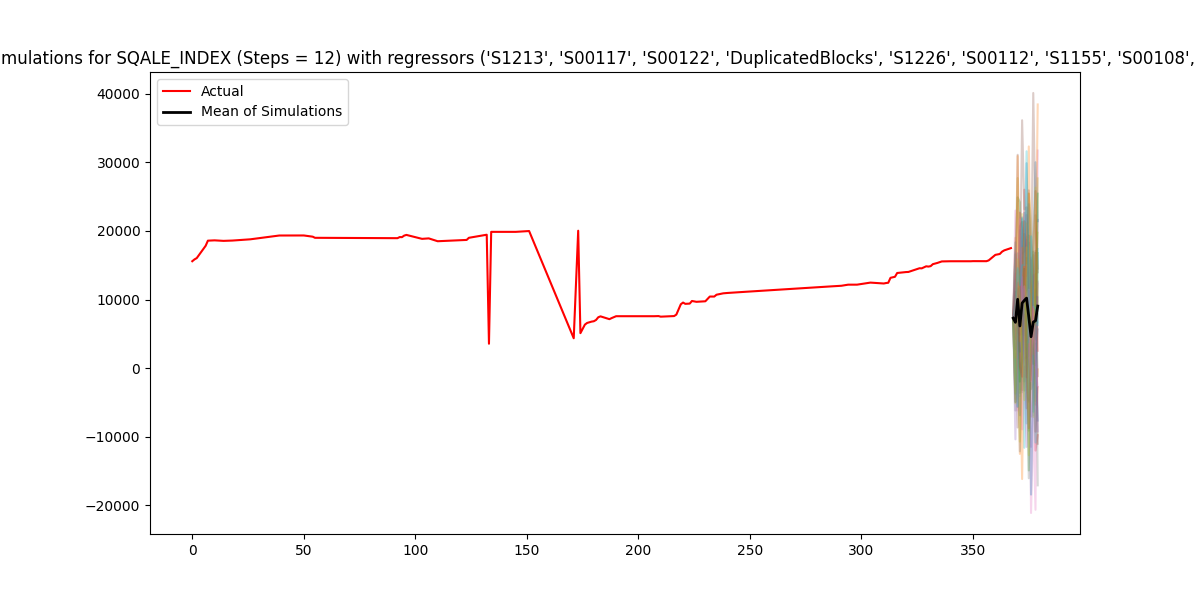 mulations for SQALE_INDEX (Steps = 12) with regressors ('S1213', 'S00117', 'S00122', 'DuplicatedBlocks', 'S1226', 'S00112', 'S1155', 'S00108',
Actual
Mean of Simulations
40000
30000
20000
10000
0
−10000
−20000
0 50 100 150 200 250 300 350